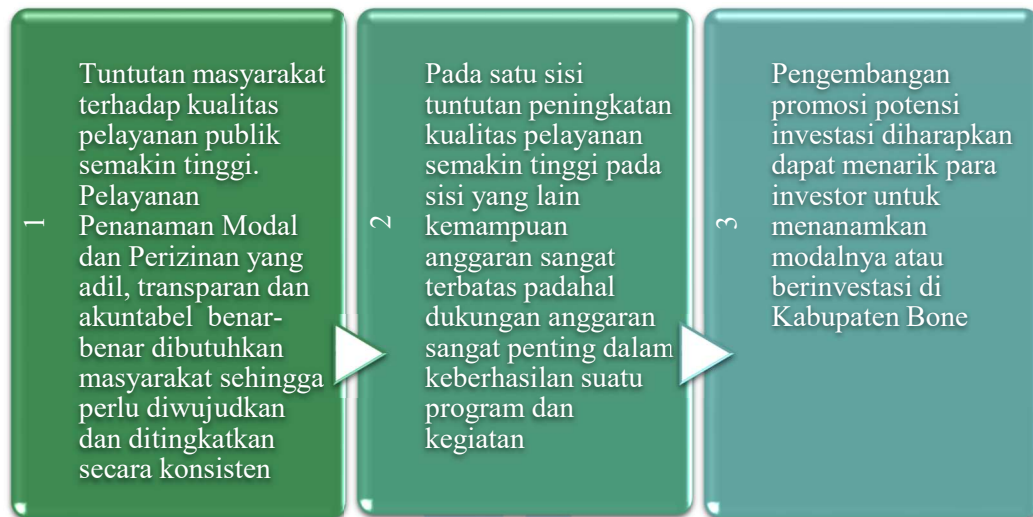 1
Tuntutan masyarakat
terhadap kualitas
pelayanan publik
semakin tinggi.
Pelayanan
Penanaman Modal
dan Perizinan yang
adil, transparan dan
akuntabel  benar-
benar dibutuhkan
masyarakat sehingga
perlu diwujudkan
dan ditingkatkan
secara konsisten
2
Pada satu sisi
tuntutan peningkatan
kualitas pelayanan
semakin tinggi pada
sisi yang lain
kemampuan
anggaran sangat
terbatas padahal
dukungan anggaran
sangat penting dalam
keberhasilan suatu
program dan
kegiatan
3
Pengembangan
promosi potensi
investasi diharapkan
dapat menarik para
investor untuk
menanamkan
modalnya atau
berinvestasi di
Kabupaten Bone